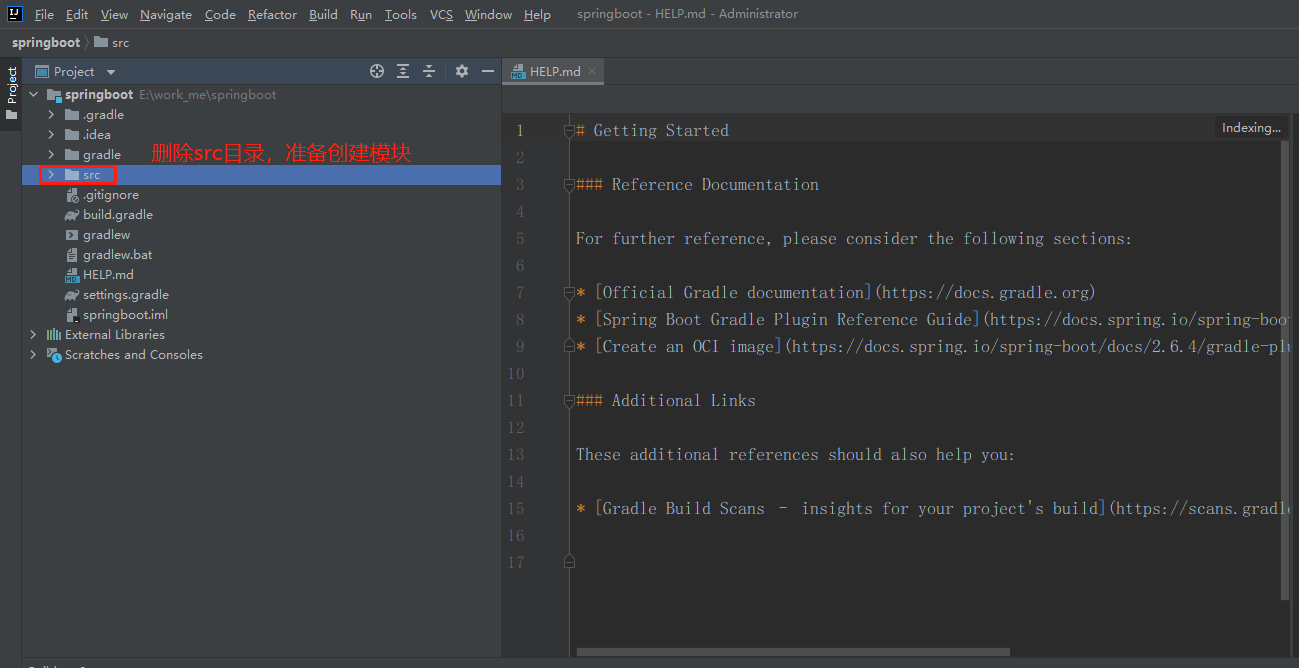 File Edit View Navigate Code Refactor Build Run Tools VCS Window Help springboot - HELP.md - Administrator
springboot src
Project
Project
HELP.md
springboot E:\work_me\springboot
.gradle
.idea
gradle
删除src目录，准备创建模块
src
.gitignore
build.gradle
gradlew
gradlew.bat
HELP.md
settings.gradle
springboot.iml
External Libraries
Scratches and Consoles
Indexing...
1 # Getting Started
2
3 ### Reference Documentation
4
5 For further reference, please consider the following sections:
6
7 * [Official Gradle documentation](https://docs.gradle.org)
8 * [Spring Boot Gradle Plugin Reference Guide](https://docs.spring.io/spring-boo
9 * [Create an OCI image](https://docs.spring.io/spring-boot/docs/2.6.4/gradle-plu
10
11 ### Additional Links
12
13 These additional references should also help you:
14
15 * [Gradle Build Scans – insights for your project's build](https://scans.gradle
16
17